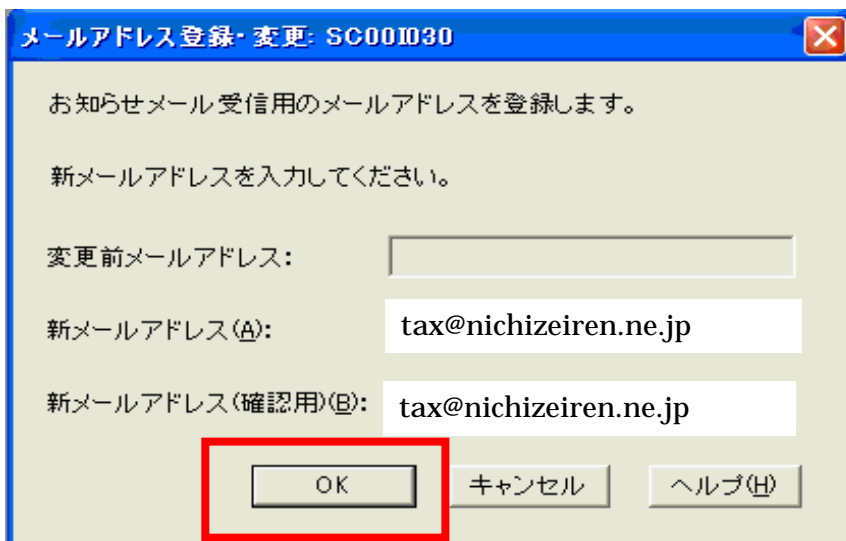 メールアドレス登録・変更: SC00I030
お知らせメール受信用のメールアドレスを登録します。
新メールアドレスを入力してください。
変更前メールアドレス:
新メールアドレス(A): tax@nichizeiren.ne.jp
新メールアドレス(確認用)(B): tax@nichizeiren.ne.jp
OK キャンセル ヘルプ(H)